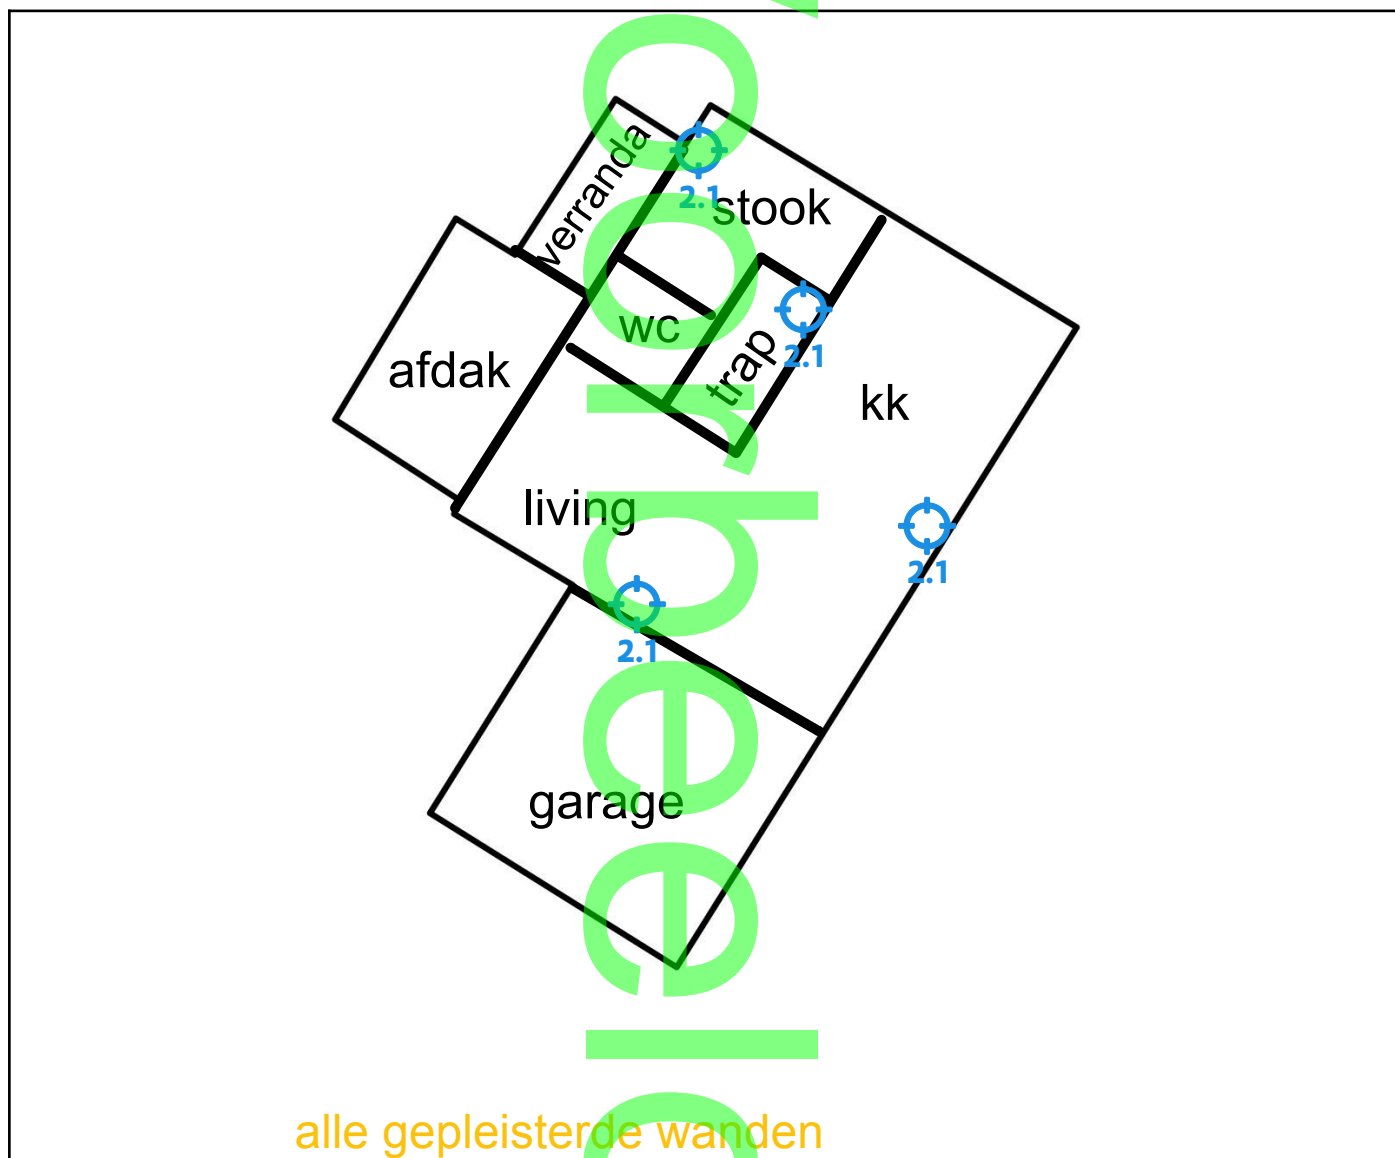 verranda
2.1
stook
wc
trap
2.1
afdak
kk
living
2.1
2.1
garage
alle gepleisterde wanden
orbeeld